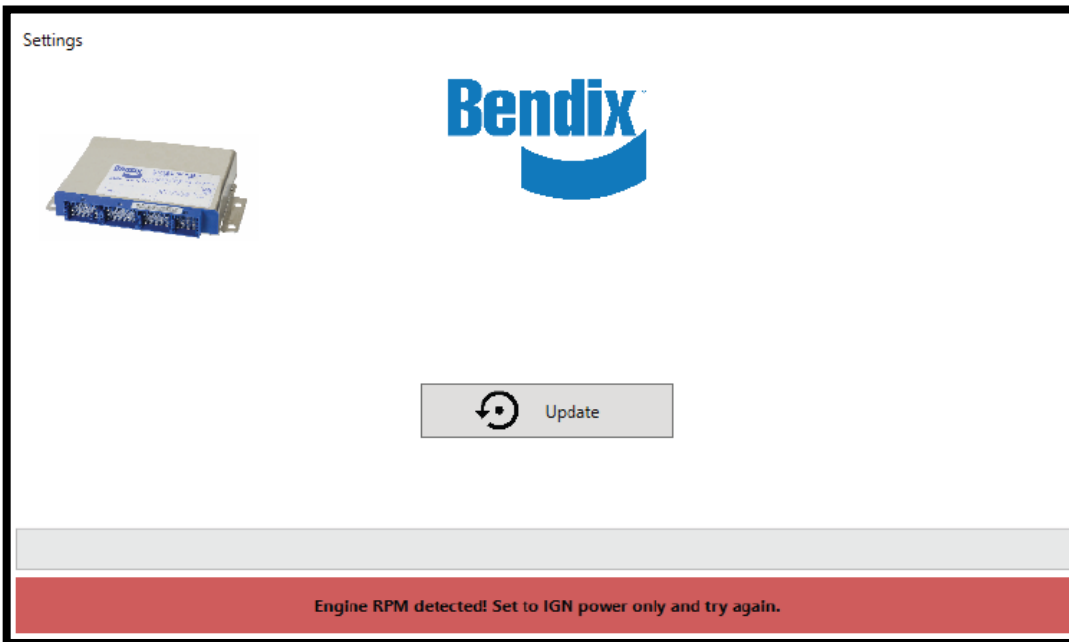 Settings
Bendix
Update
Engine RPM detected! Set to IGN power only and try again.